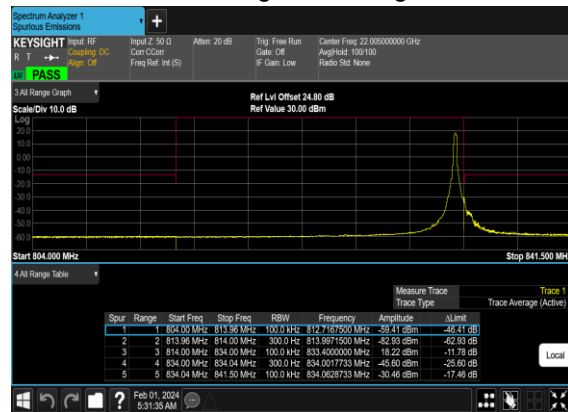 Spectrum Analyzer 1
Spurious Emissions
KEYSIGHT Input: RF Input Z: 50 Ω Atten: 20 dB Trig: Free Run Center Freq: 22.005000000 GHz
R T Coupling: DC Corr CCorr Gate: Off Avg|Hold: 100/100
Align: Off Freq Ref: Int (S) IF Gain: Low Radio Std: None
PASS
3 All Range Graph
Ref Lvl Offset 24.80 dB
Scale/Div 10.0 dB Ref Value 30.00 dBm
Log
20.0
10.0
0.00
-10.0
-20.0
-30.0
-40.0
-50.0
-60.0
Start 804.000 MHz Stop 841.500 MH
4 All Range Table
Measure Trace Trace 1
Trace Type Trace Average (Active)
Spur Range Start Freq Stop Freq RBW Frequency Amplitude ΔLimit
1 1 804.00 MHz 813.96 MHz 100.0 kHz 812.7167500 MHz -59.41 dBm -46.41 dB
2 2 813.96 MHz 814.00 MHz 300.0 Hz 813.9971500 MHz -82.93 dBm -62.93 dB
3 3 814.00 MHz 834.00 MHz 100.0 kHz 833.4000000 MHz 18.22 dBm -11.78 dB
4 4 834.00 MHz 834.04 MHz 300.0 Hz 834.0017733 MHz -45.60 dBm -25.60 dB
5 5 834.04 MHz 841.50 MHz 100.0 kHz 834.0628733 MHz -30.46 dBm -17.46 dB
Local
? Feb 01, 2024
5:31:35 AM